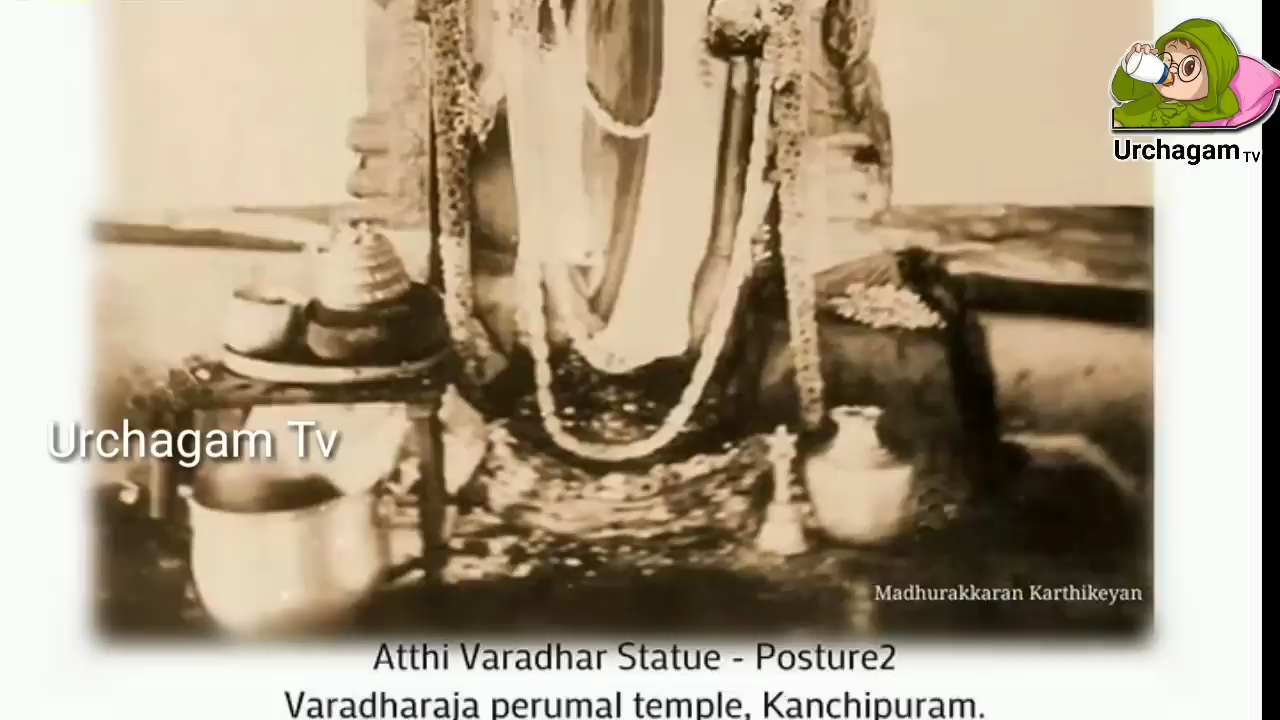 Urchagam TV
Urchagam Tv
Madhurakkaran Karthikeyan
Atthi Varadhar Statue - Posture2
Varadharaja perumal temple, Kanchipuram.